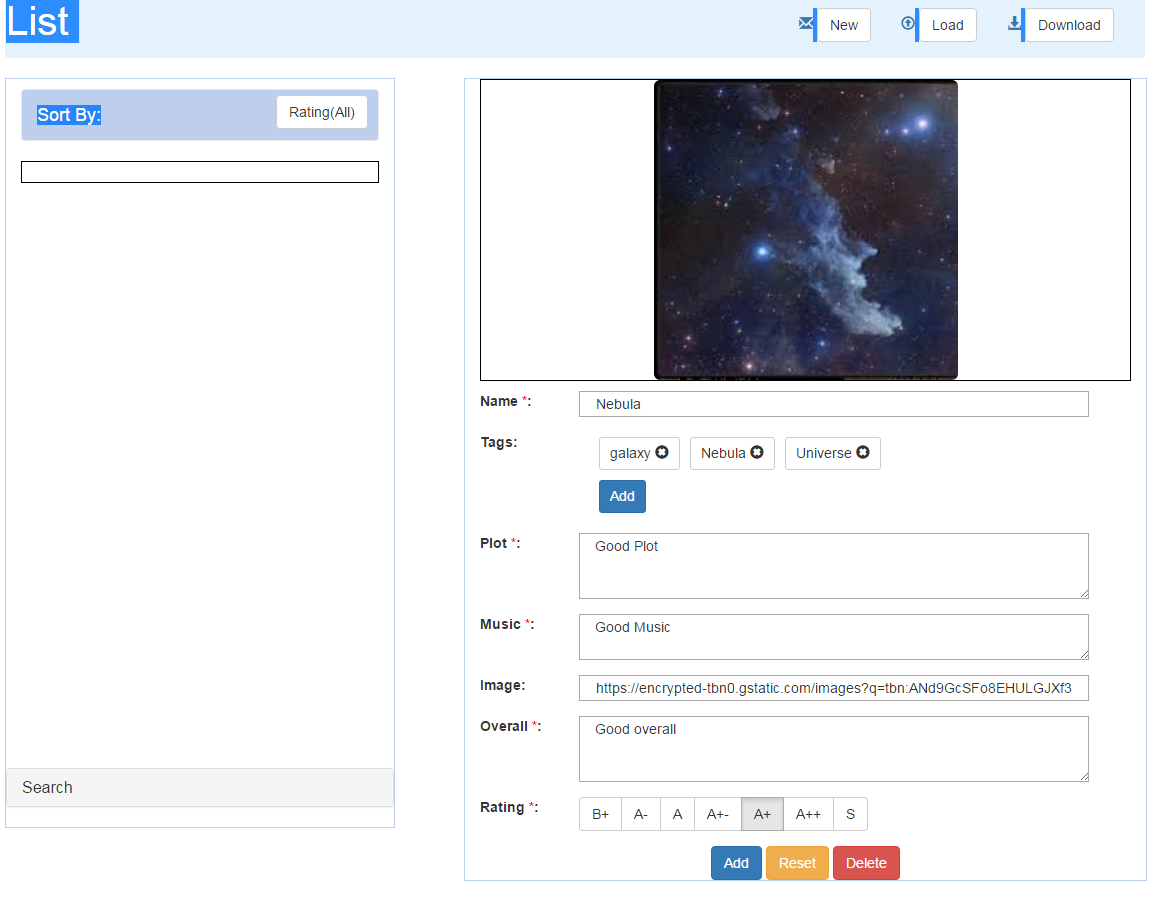 List
New
Load
Download
Sort By:
Rating(All)
Search
Name *:
Nebula
Tags:
galaxy
Nebula
Universe
Add
Plot *:
Good Plot
Music *:
Good Music
Image:
https://encrypted-tbn0.gstatic.com/images?q=tbn:ANd9GcSFo8EHULGJXf3
Overall *:
Good overall
Rating *:
B+ A- A A+- A+ A++ S
Add Reset Delete